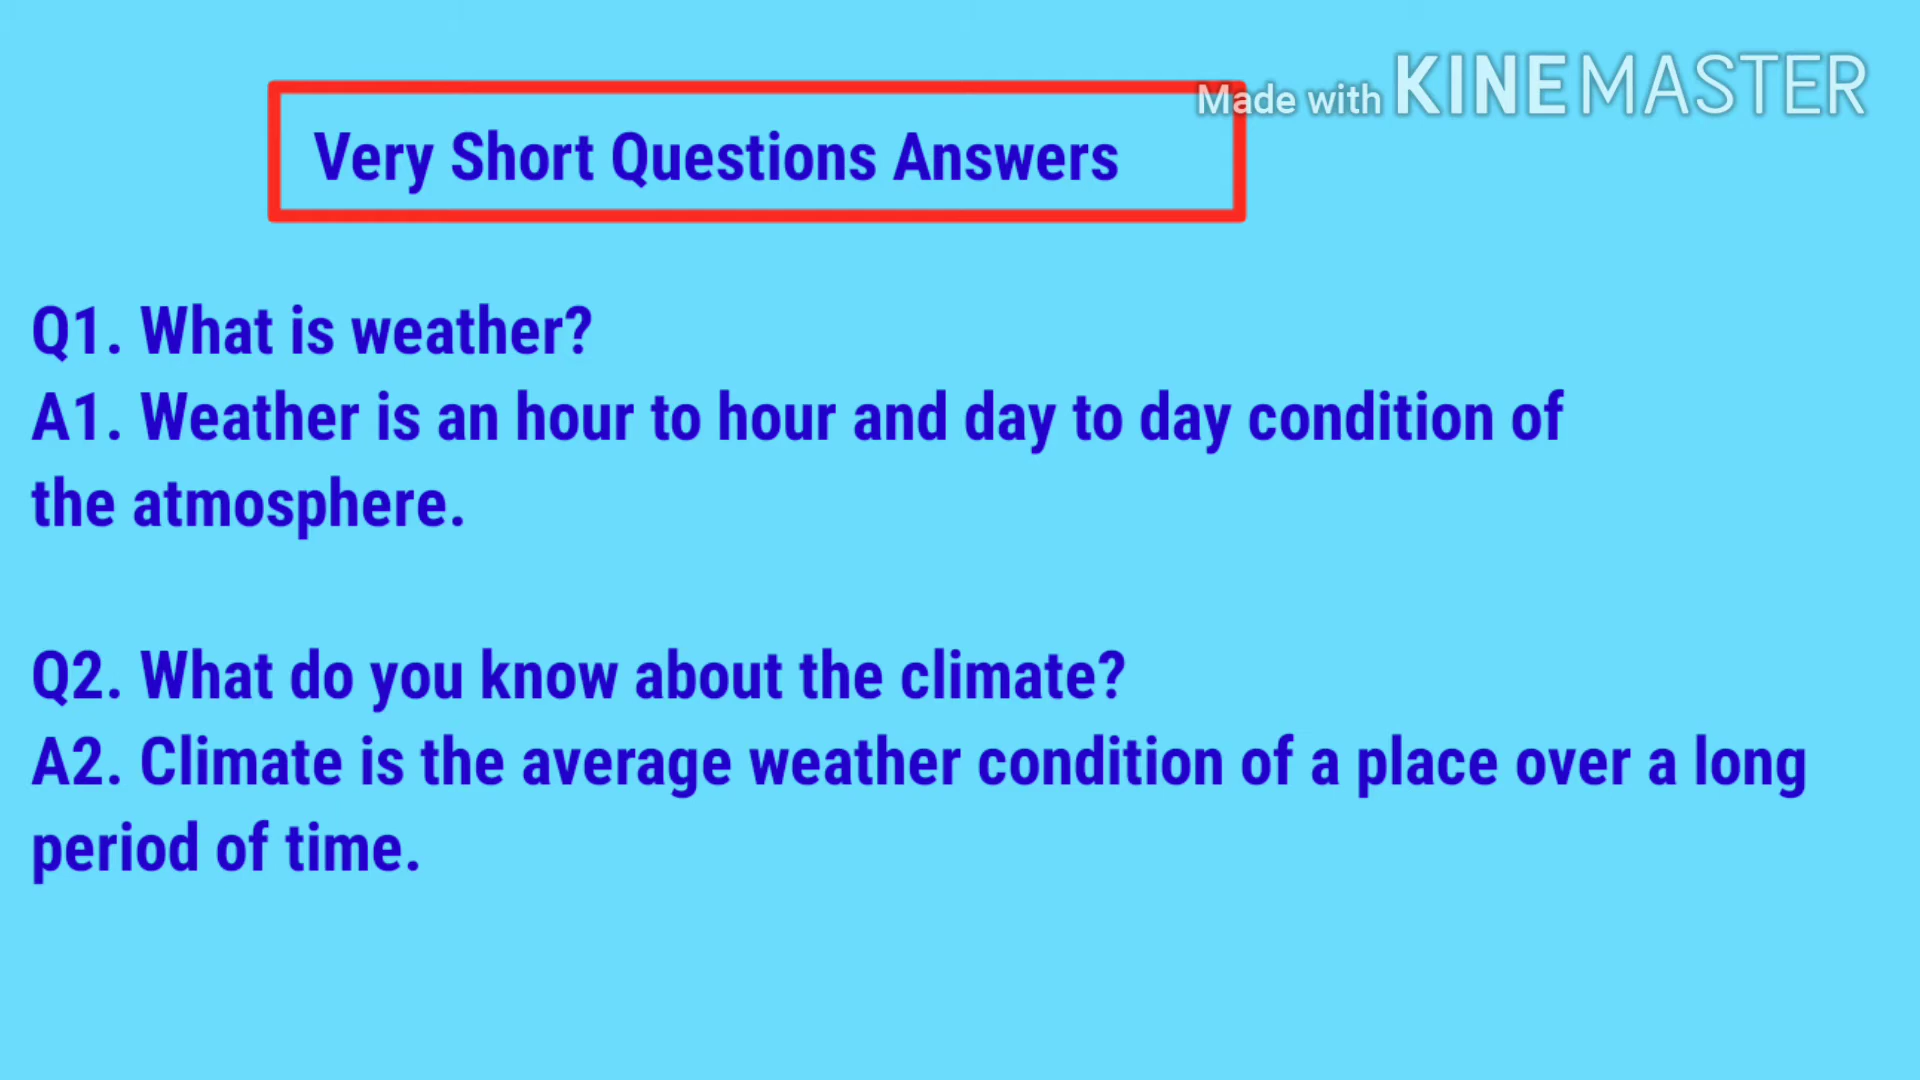 Made with KINEMASTER
Very Short Questions Answers
Q1. What is weather?
A1. Weather is an hour to hour and day to day condition of
the atmosphere.
Q2. What do you know about the climate?
A2. Climate is the average weather condition of a place over a long
period of time.